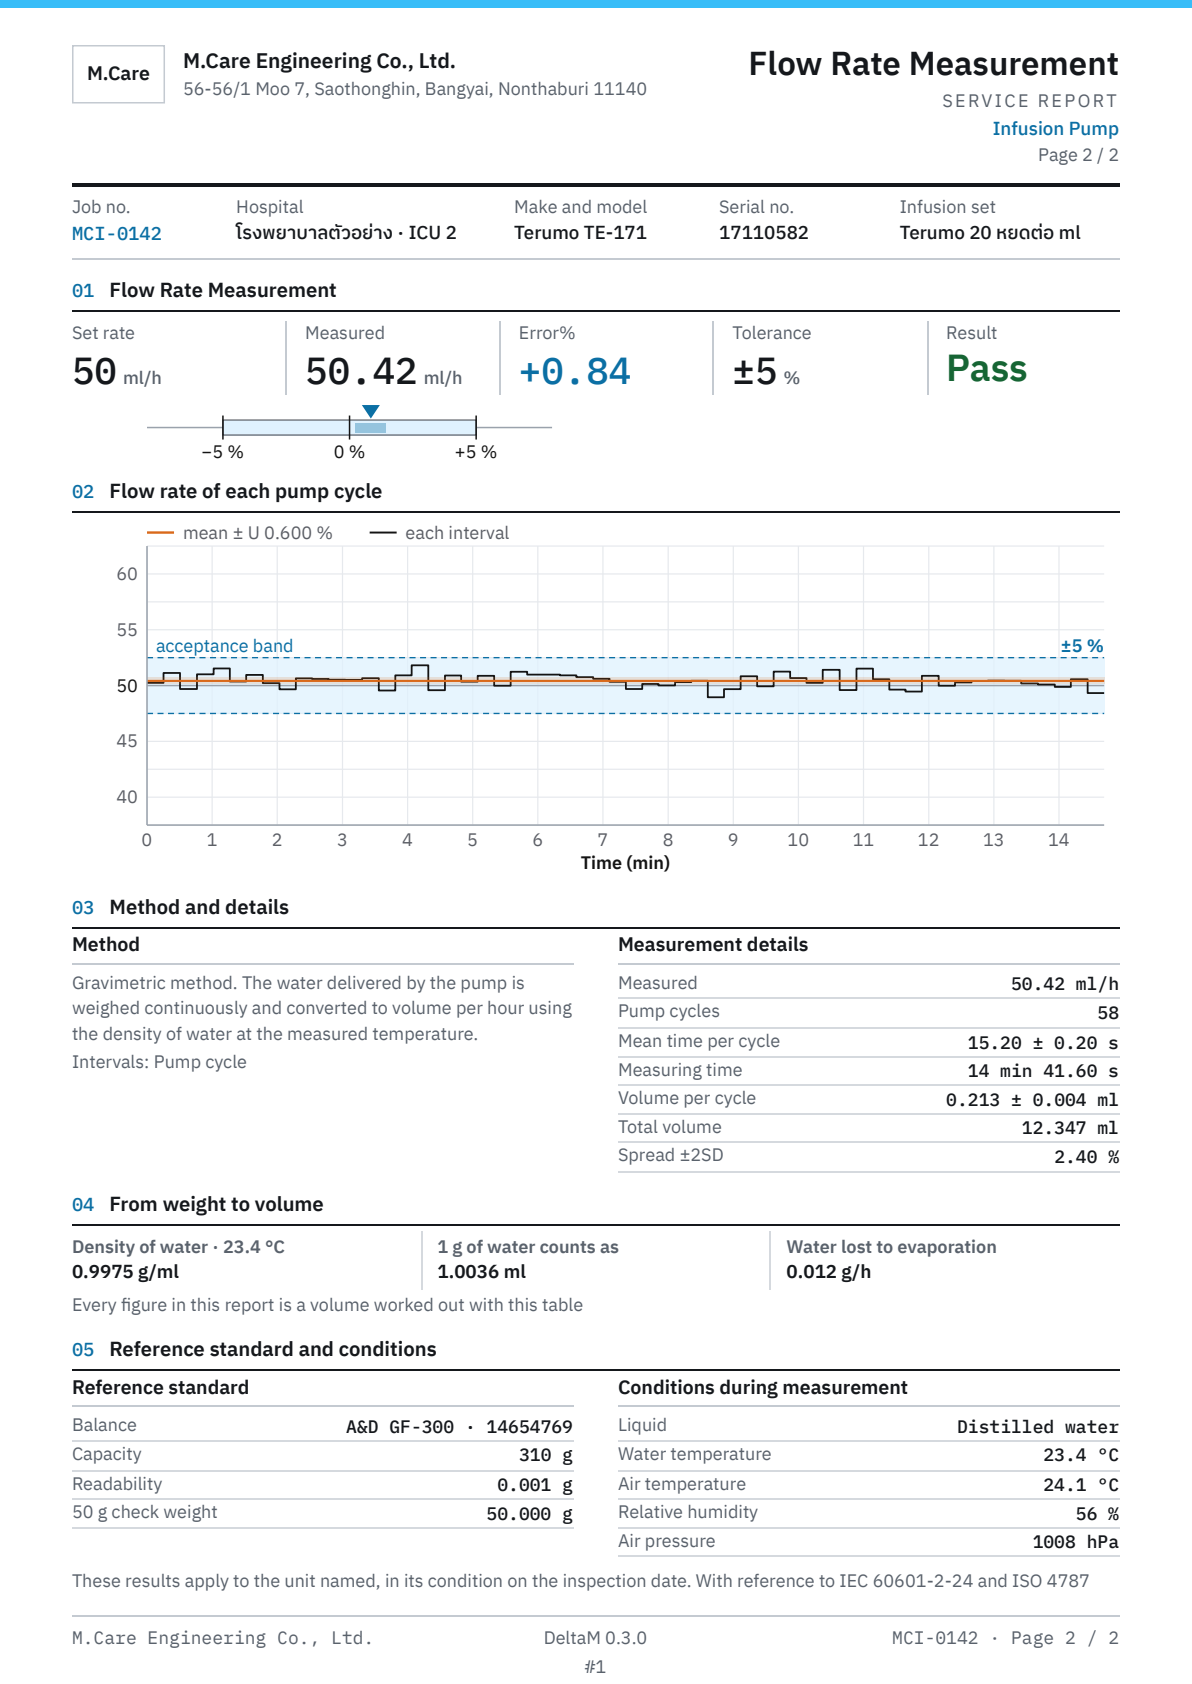 M.Care
M.Care Engineering Co., Ltd.
56-56/1 Moo 7, Saothonghin, Bangyai, Nonthaburi 11140
Flow Rate Measurement
SERVICE REPORT
Infusion Pump
Page 2 / 2
Job no. Hospital Make and model Serial no. Infusion set
MCI-0142 โรงพยาบาลตัวอย่าง · ICU 2 Terumo TE-171 17110582 Terumo 20 หยดต่อ ml
01 Flow Rate Measurement
Set rate Measured Error% Tolerance Result
50 ml/h 50.42 ml/h +0.84 ±5 % Pass
−5 % 0 % +5 %
02 Flow rate of each pump cycle
mean ± U 0.600 % each interval
60
55
acceptance band ±5 %
50
45
40
0 1 2 3 4 5 6 7 8 9 10 11 12 13 14
Time (min)
03 Method and details
Method
Gravimetric method. The water delivered by the pump is
weighed continuously and converted to volume per hour using
the density of water at the measured temperature.
Intervals: Pump cycle
Measurement details
Measured 50.42 ml/h
Pump cycles 58
Mean time per cycle 15.20 ± 0.20 s
Measuring time 14 min 41.60 s
Volume per cycle 0.213 ± 0.004 ml
Total volume 12.347 ml
Spread ±2SD 2.40 %
04 From weight to volume
Density of water · 23.4 °C 1 g of water counts as Water lost to evaporation
0.9975 g/ml 1.0036 ml 0.012 g/h
Every figure in this report is a volume worked out with this table
05 Reference standard and conditions
Reference standard
Balance A&D GF-300 · 14654769
Capacity 310 g
Readability 0.001 g
50 g check weight 50.000 g
Conditions during measurement
Liquid Distilled water
Water temperature 23.4 °C
Air temperature 24.1 °C
Relative humidity 56 %
Air pressure 1008 hPa
These results apply to the unit named, in its condition on the inspection date. With reference to IEC 60601-2-24 and ISO 4787
M.Care Engineering Co., Ltd. DeltaM 0.3.0 MCI-0142 · Page 2 / 2
#1